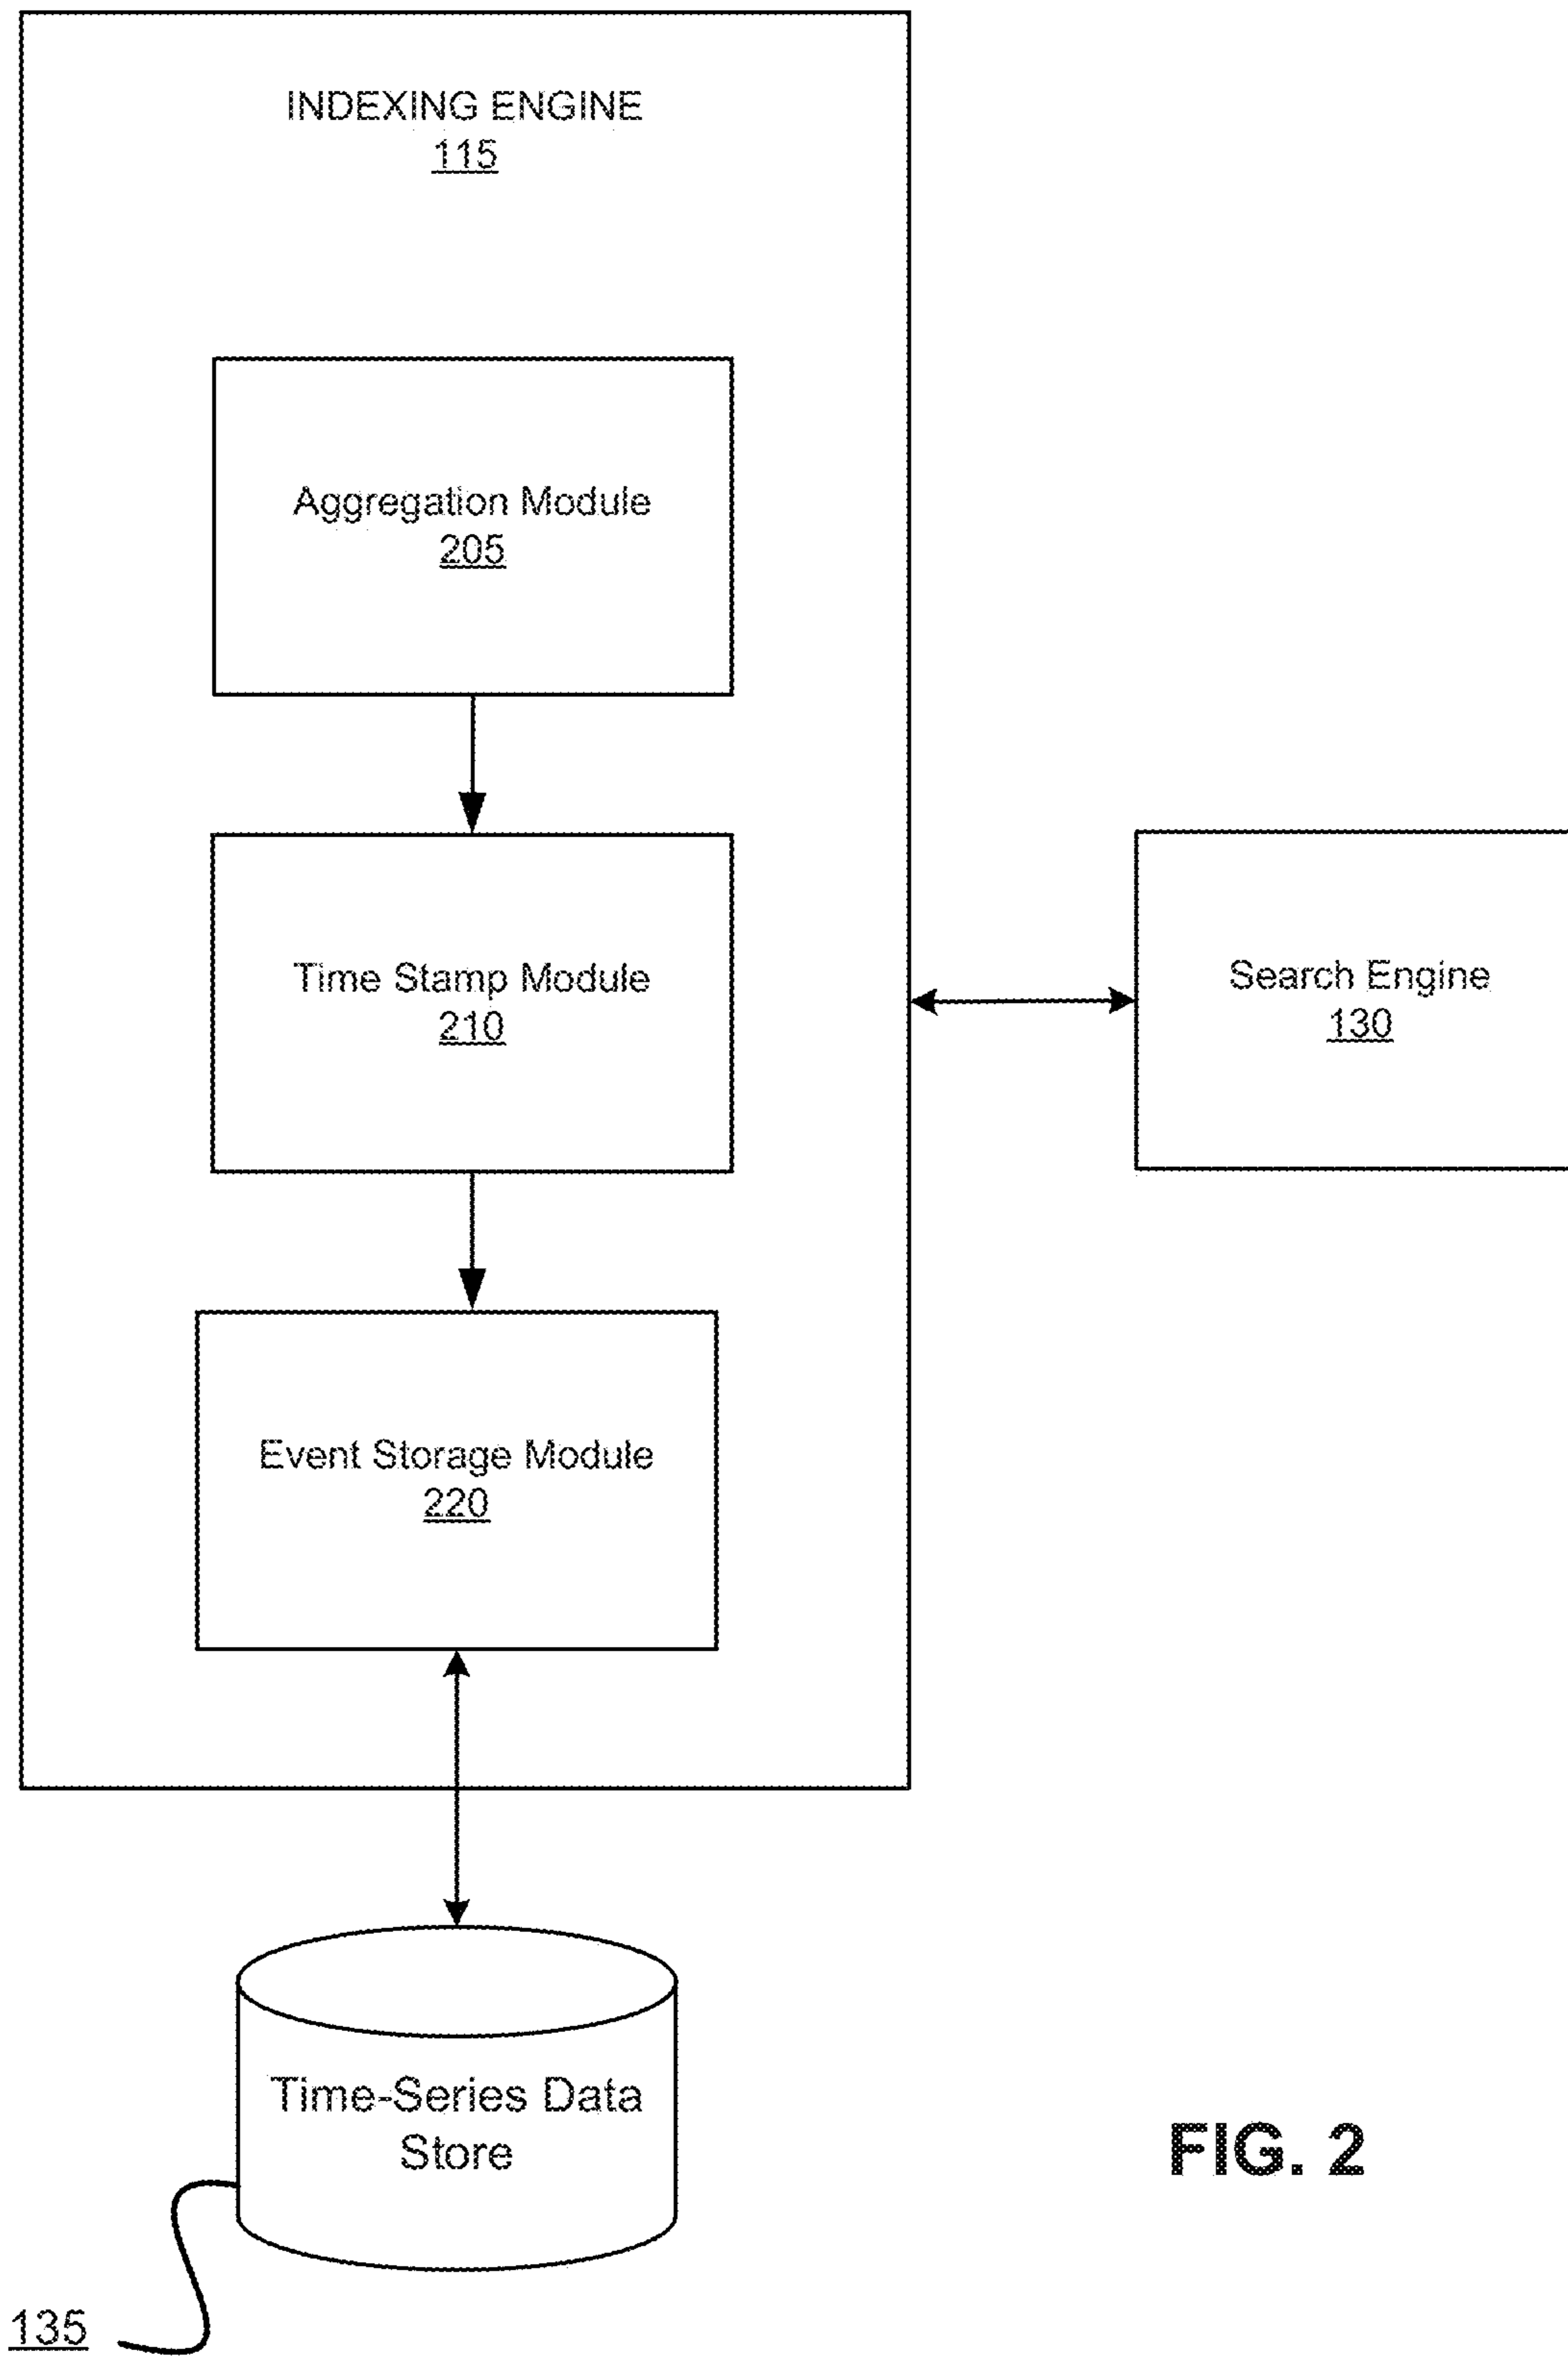 INDEXING ENGINE
115
Aggregation Module
205
Time Stamp Module
210
Search Engine
130
Event Storage Module
220
Time-Series Data
Store
135
FIG. 2